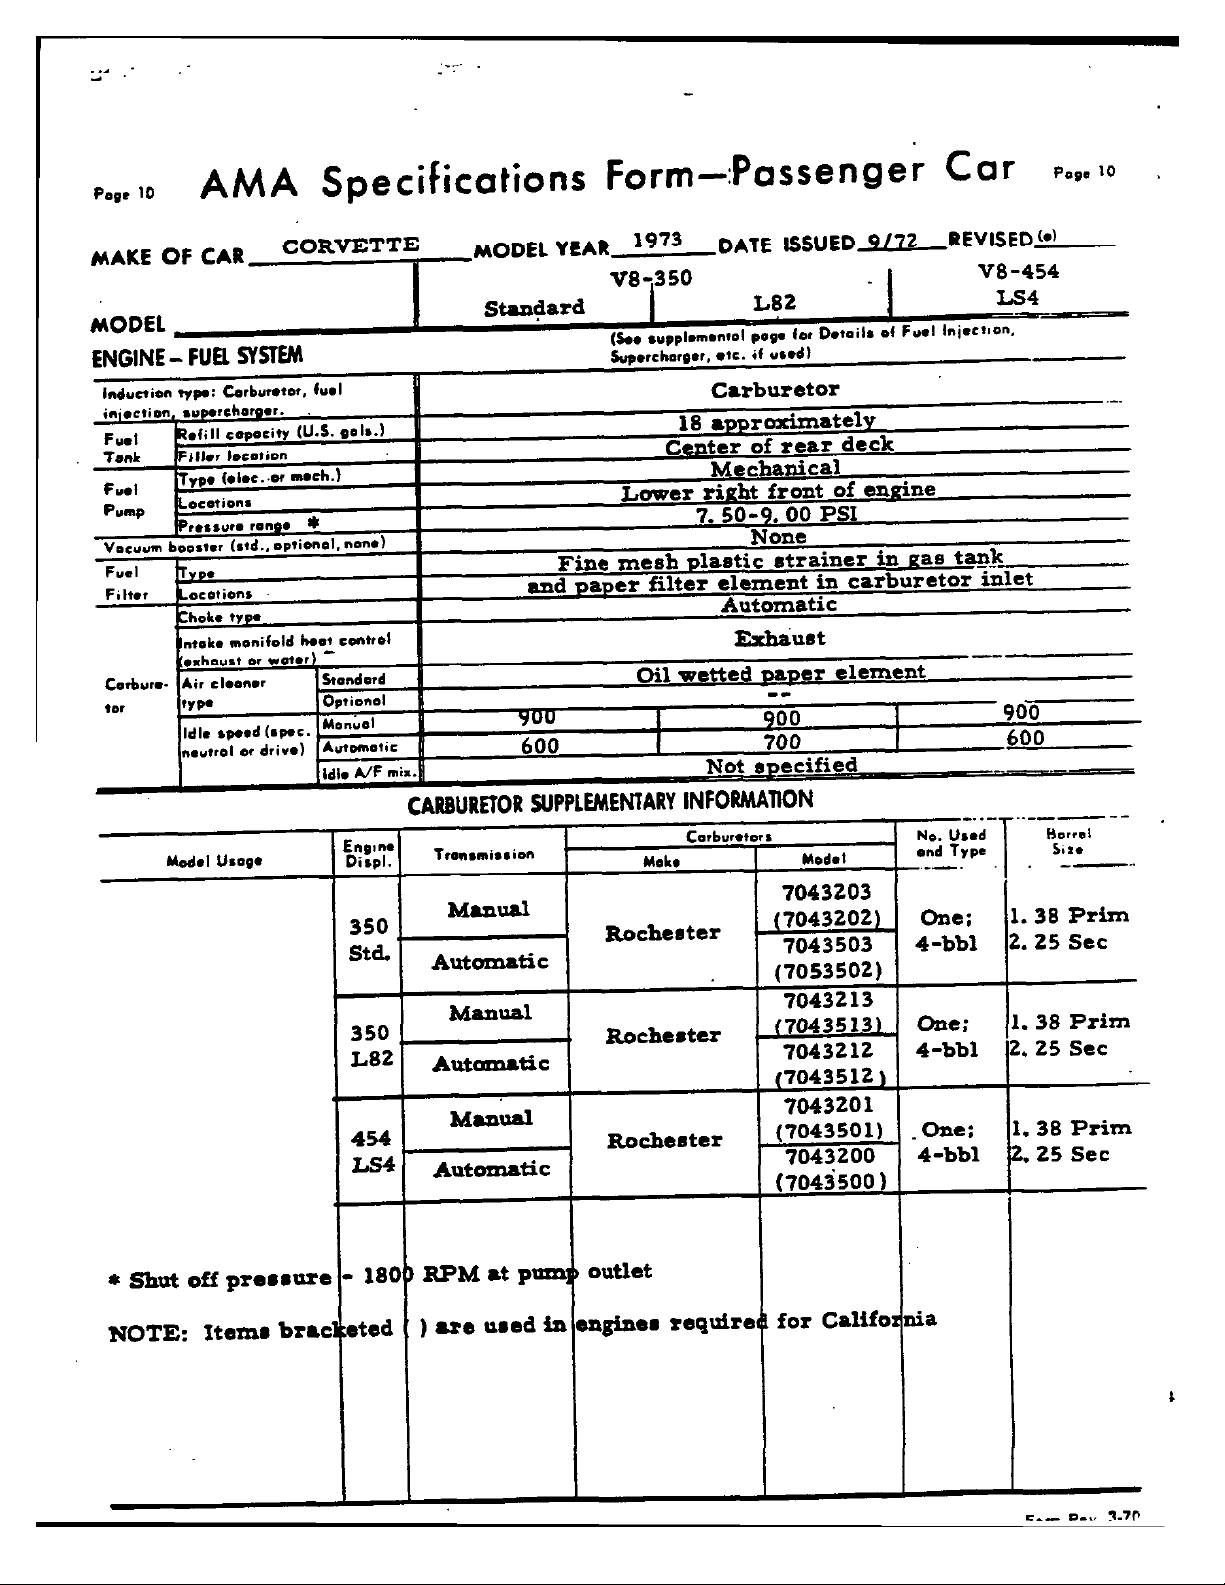 Page 10 AMA Specifications Form—Passenger Car Page 10
MAKE OF CAR CORVETTE MODEL YEAR 1973 DATE ISSUED 9/72 REVISED (•)
V8-350 V8-454
MODEL Standard L82 LS4
ENGINE – FUEL SYSTEM (See supplemental page for Details of Fuel Injection,
Supercharger, etc. if used)
Induction type: Carburetor, fuel
injection, supercharger. Carburetor
Fuel Tank Refill capacity (U.S. gals.) 18 approximately
Filler location Center of rear deck
Fuel Pump Type (elec. or mech.) Mechanical
Locations Lower right front of engine
Pressure range * 7.50-9.00 PSI
Vacuum booster (std., optional, none) None
Fuel Filter Type Fine mesh plastic strainer in gas tank
Locations and paper filter element in carburetor inlet
Carbure-
tor
Choke type Automatic
Intake manifold heat control
(exhaust or water) Exhaust
Air cleaner type Standard Oil wetted paper element
Optional --
Idle speed (spec. neutral or drive) Manual 900 900 900
Automatic 600 700 600
Idle A/F mix. Not specified
CARBURETOR SUPPLEMENTARY INFORMATION
Model Usage Engine Displ. Transmission Carburetors No. Used and Type Barrel Size
Make Model
350 Std. Manual Rochester 7043203 One; 4-bbl 1.38 Prim
(7043202) 2.25 Sec
Automatic 7043503
(7053502)
350 L82 Manual Rochester 7043213 One; 4-bbl 1.38 Prim
(7043513) 2.25 Sec
Automatic 7043212
(7043512)
454 LS4 Manual Rochester 7043201 One; 4-bbl 1.38 Prim
(7043501) 2.25 Sec
Automatic 7043200
(7043500)
* Shut off pressure - 1800 RPM at pump outlet
NOTE: Items bracketed ( ) are used in engines required for California
Form Rev 3-70